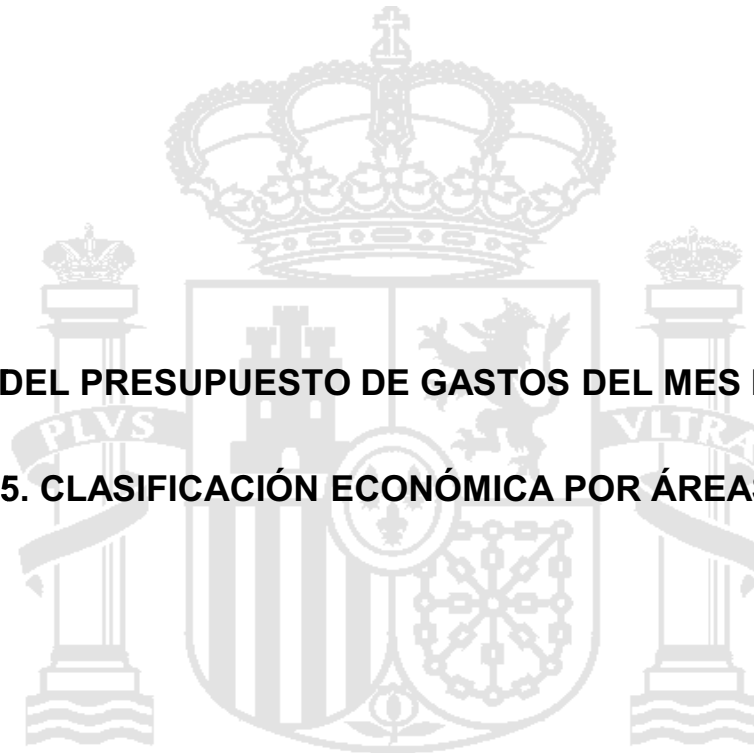 DEL PRESUPUESTO DE GASTOS DEL MES
5. CLASIFICACIÓN ECONÓMICA POR
PLVS
VLTRA